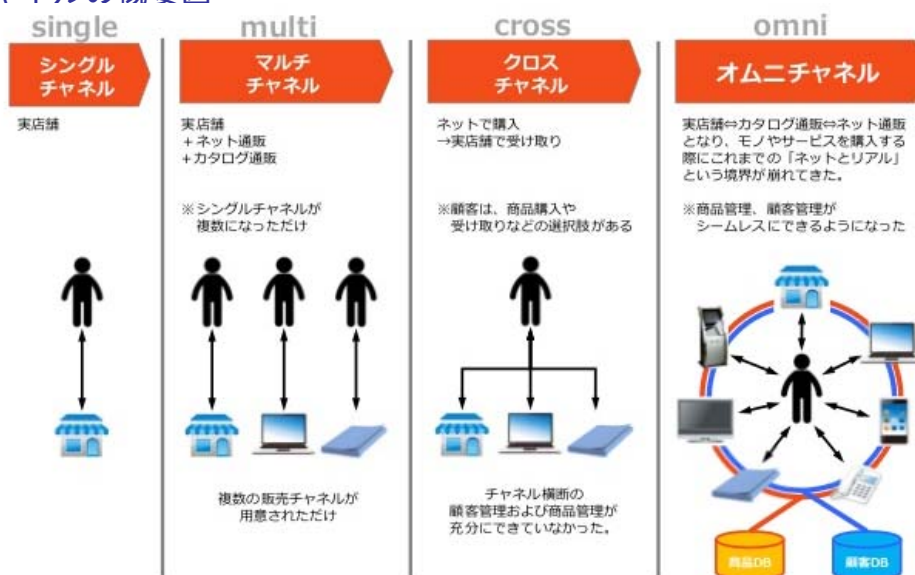 single
シングル
チャネル
実店舗
multi
マルチ
チャネル
実店舗
+ネット通販
+カタログ通販
※シングルチャネルが
複数になっただけ
複数の販売チャネルが
用意されただけ
cross
クロス
チャネル
ネットで購入
→実店舗で受け取り
※顧客は、商品購入や
受け取りなどの選択肢がある
チャネル横断の
顧客管理および商品管理が
充分にできていなかった。
omni
オムニチャネル
実店舗⇔カタログ通販⇔ネット通販
となり、モノやサービスを購入する
際にこれまでの「ネットとリアル」
という境界が崩れてきた。
※商品管理、顧客管理が
シームレスにできるようになった
商品DB
顧客DB